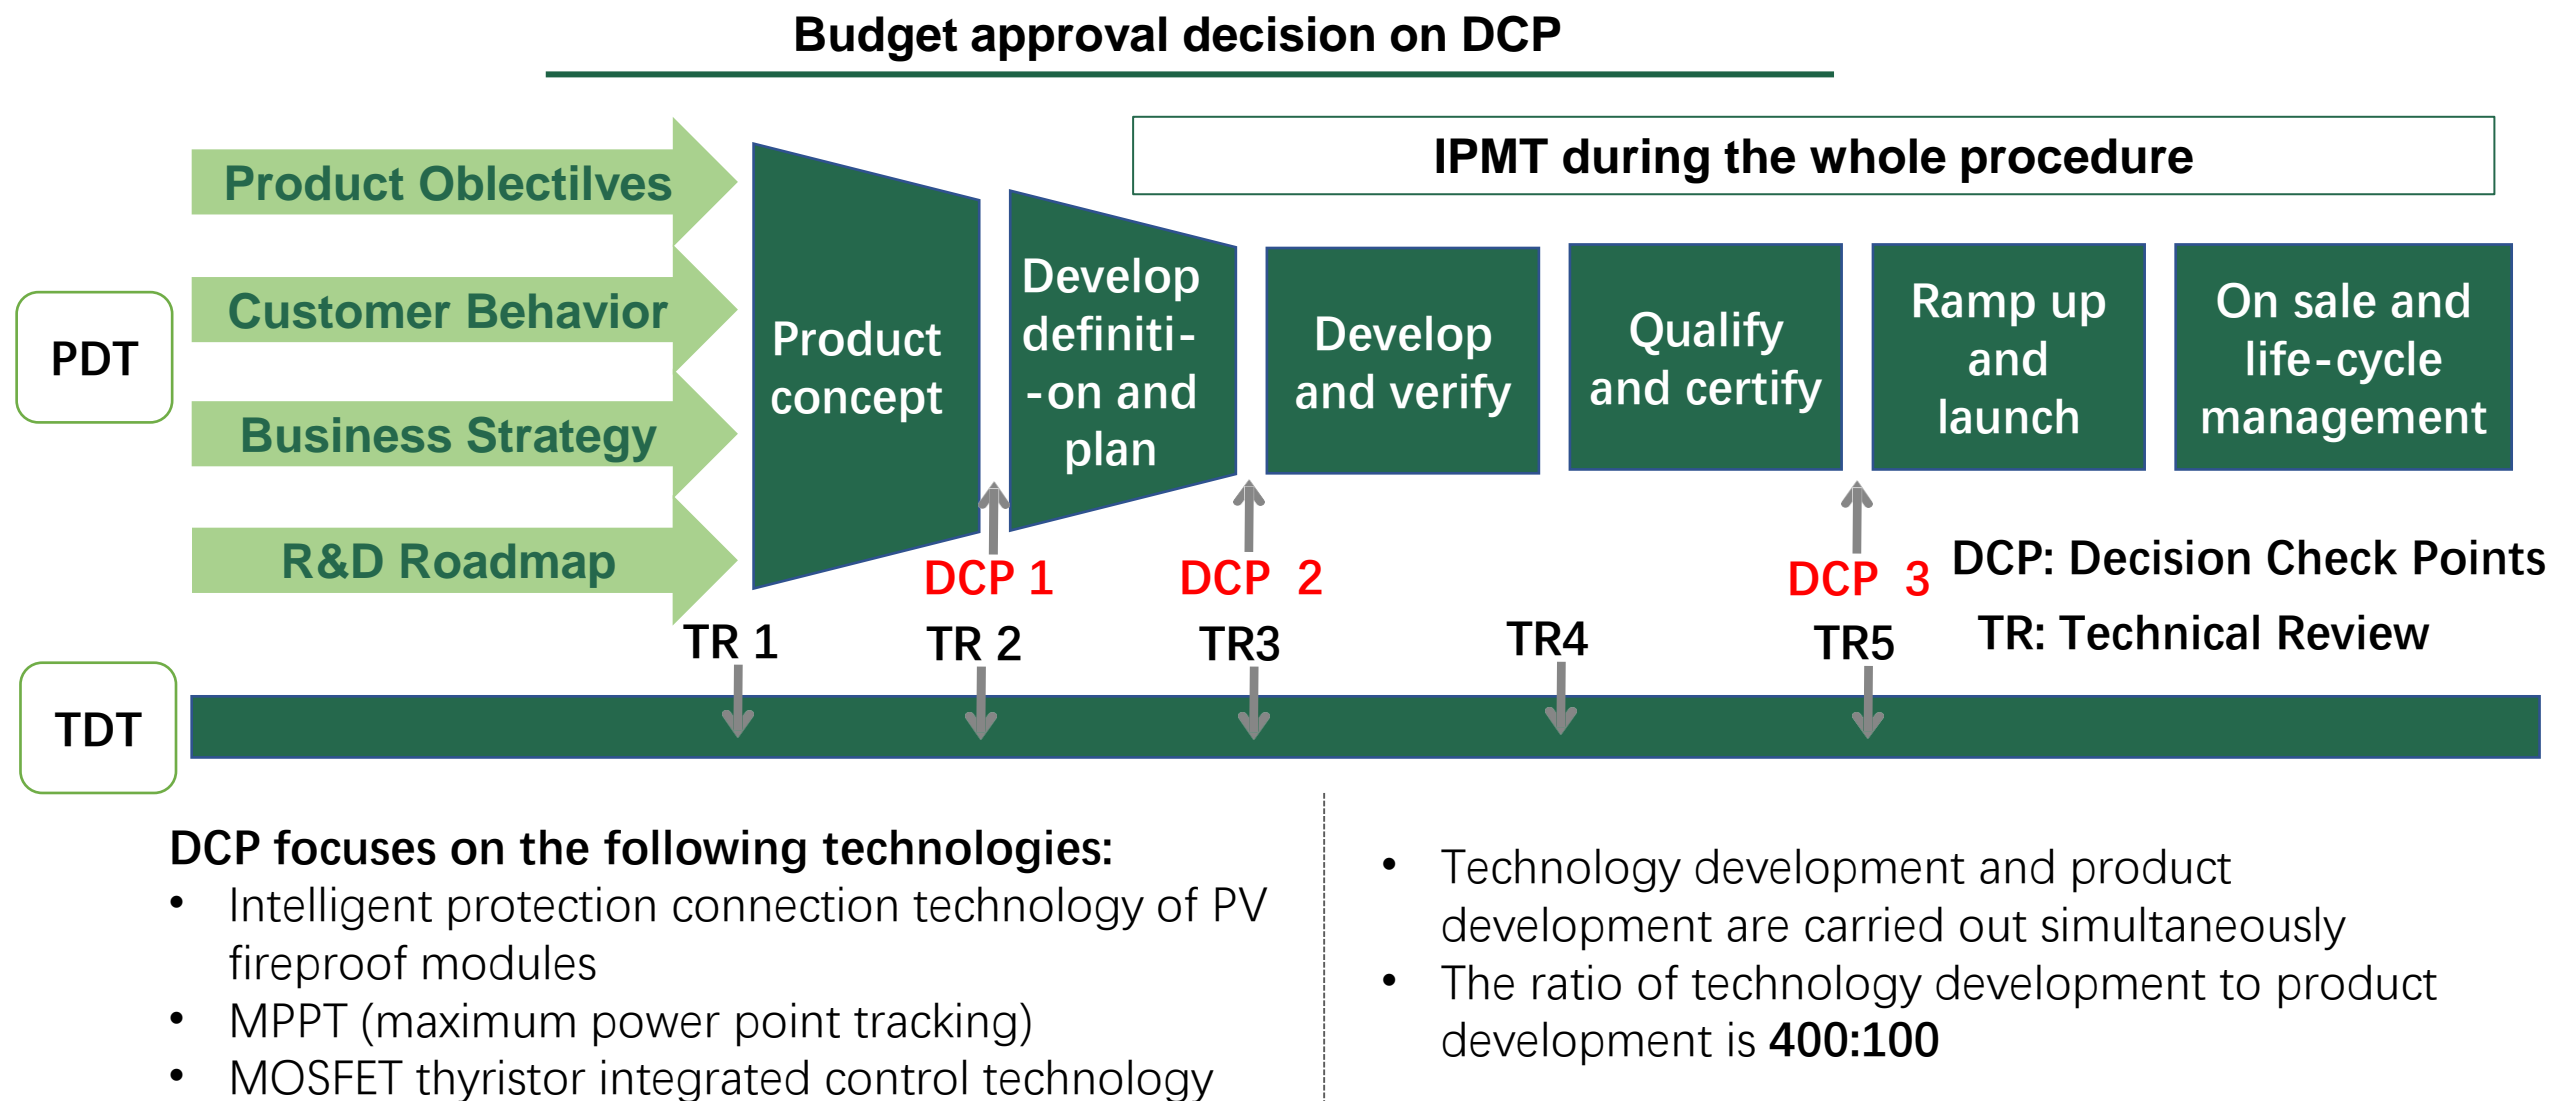 Budget approval decision on DCP
IPMT during the whole procedure
Product Oblectilves
Customer Behavior
Business Strategy
R&D Roadmap
PDT
Product
concept
Develop
definiti-
-on and
plan
Develop
and verify
Qualify
and certify
Ramp up
and
launch
On sale and
life-cycle
management
DCP 1
DCP 2
DCP 3
DCP: Decision Check Points
TR 1
TR 2
TR3
TR4
TR5
TR: Technical Review
TDT
DCP focuses on the following technologies:
• Intelligent protection connection technology of PV
fireproof modules
• MPPT (maximum power point tracking)
• MOSFET thyristor integrated control technology
• Technology development and product
development are carried out simultaneously
• The ratio of technology development to product
development is 400:100